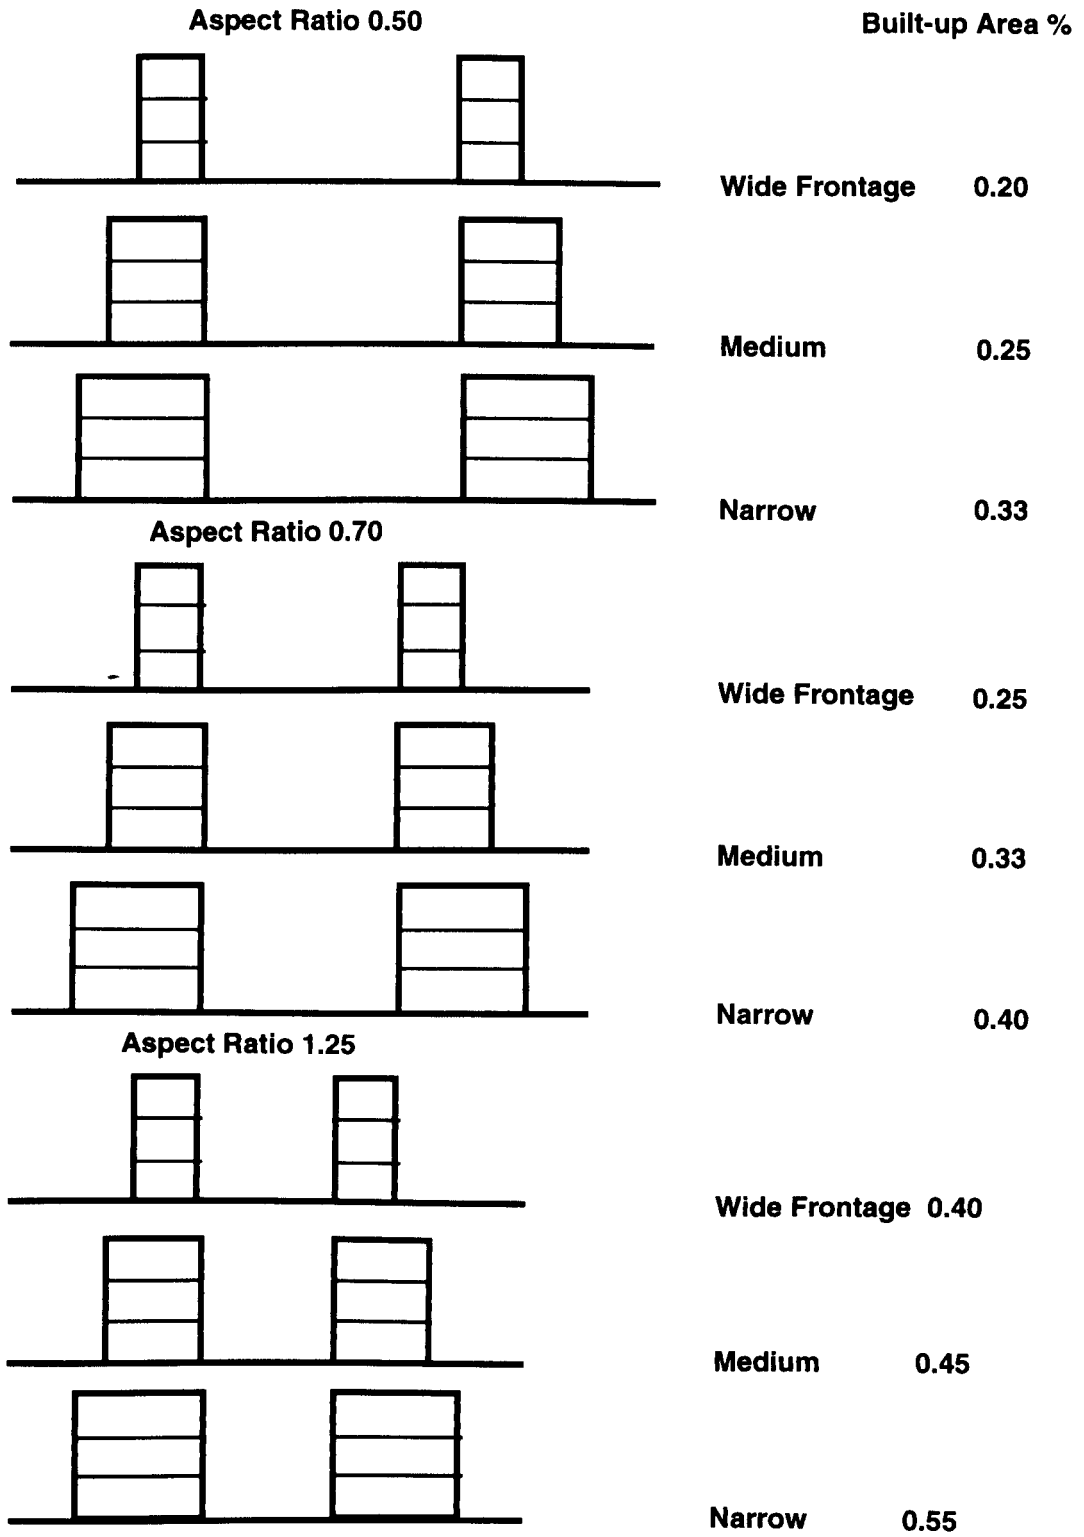 Aspect Ratio 0.50
Built-up Area %
Wide Frontage 0.20
Medium 0.25
Narrow 0.33
Aspect Ratio 0.70
Wide Frontage 0.25
Medium 0.33
Narrow 0.40
Aspect Ratio 1.25
Wide Frontage 0.40
Medium 0.45
Narrow 0.55